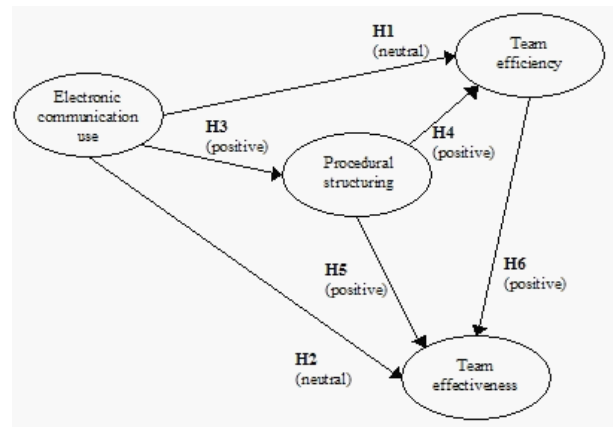 H1
(neutral)
Team
efficiency
Electronic
communication
use
H3
(positive)
H4
(positive)
Procedural
structuring
H5
(positive)
H6
(positive)
H2
(neutral)
Team
effectiveness